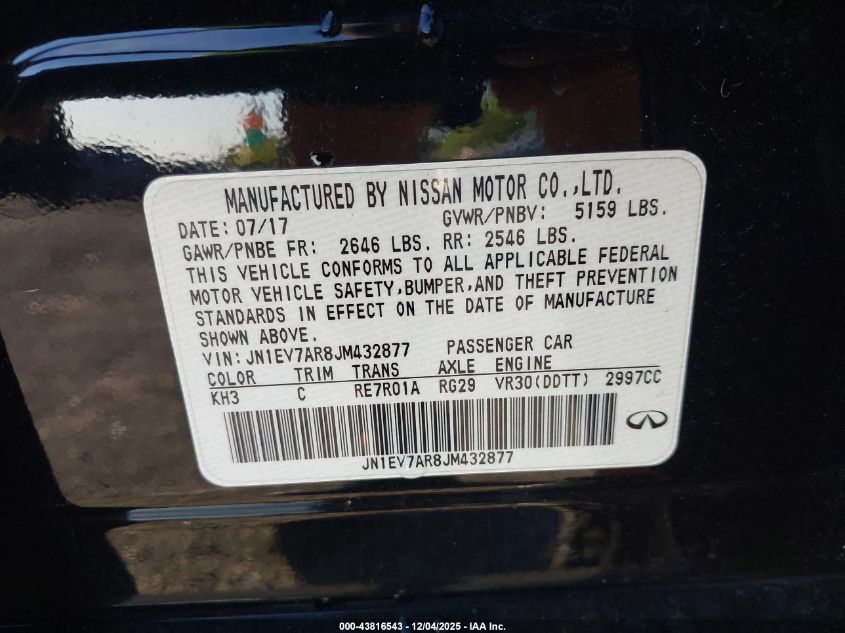 MANUFACTURED BY NISSAN MOTOR CO.,LTD.
DATE: 07/17 GVWR/PNBV: 5159 LBS.
GAWR/PNBE FR: 2646 LBS. RR: 2546 LBS.
THIS VEHICLE CONFORMS TO ALL APPLICABLE FEDERAL
MOTOR VEHICLE SAFETY,BUMPER,AND THEFT PREVENTION
STANDARDS IN EFFECT ON THE DATE OF MANUFACTURE
SHOWN ABOVE.
VIN: JN1EV7AR8JM432877 PASSENGER CAR
COLOR TRIM TRANS AXLE ENGINE
KH3 C RE7R01A RG29 VR30(DDTT) 2997CC
JN1EV7AR8JM432877
000-43816543 - 12/04/2025 - IAA Inc.